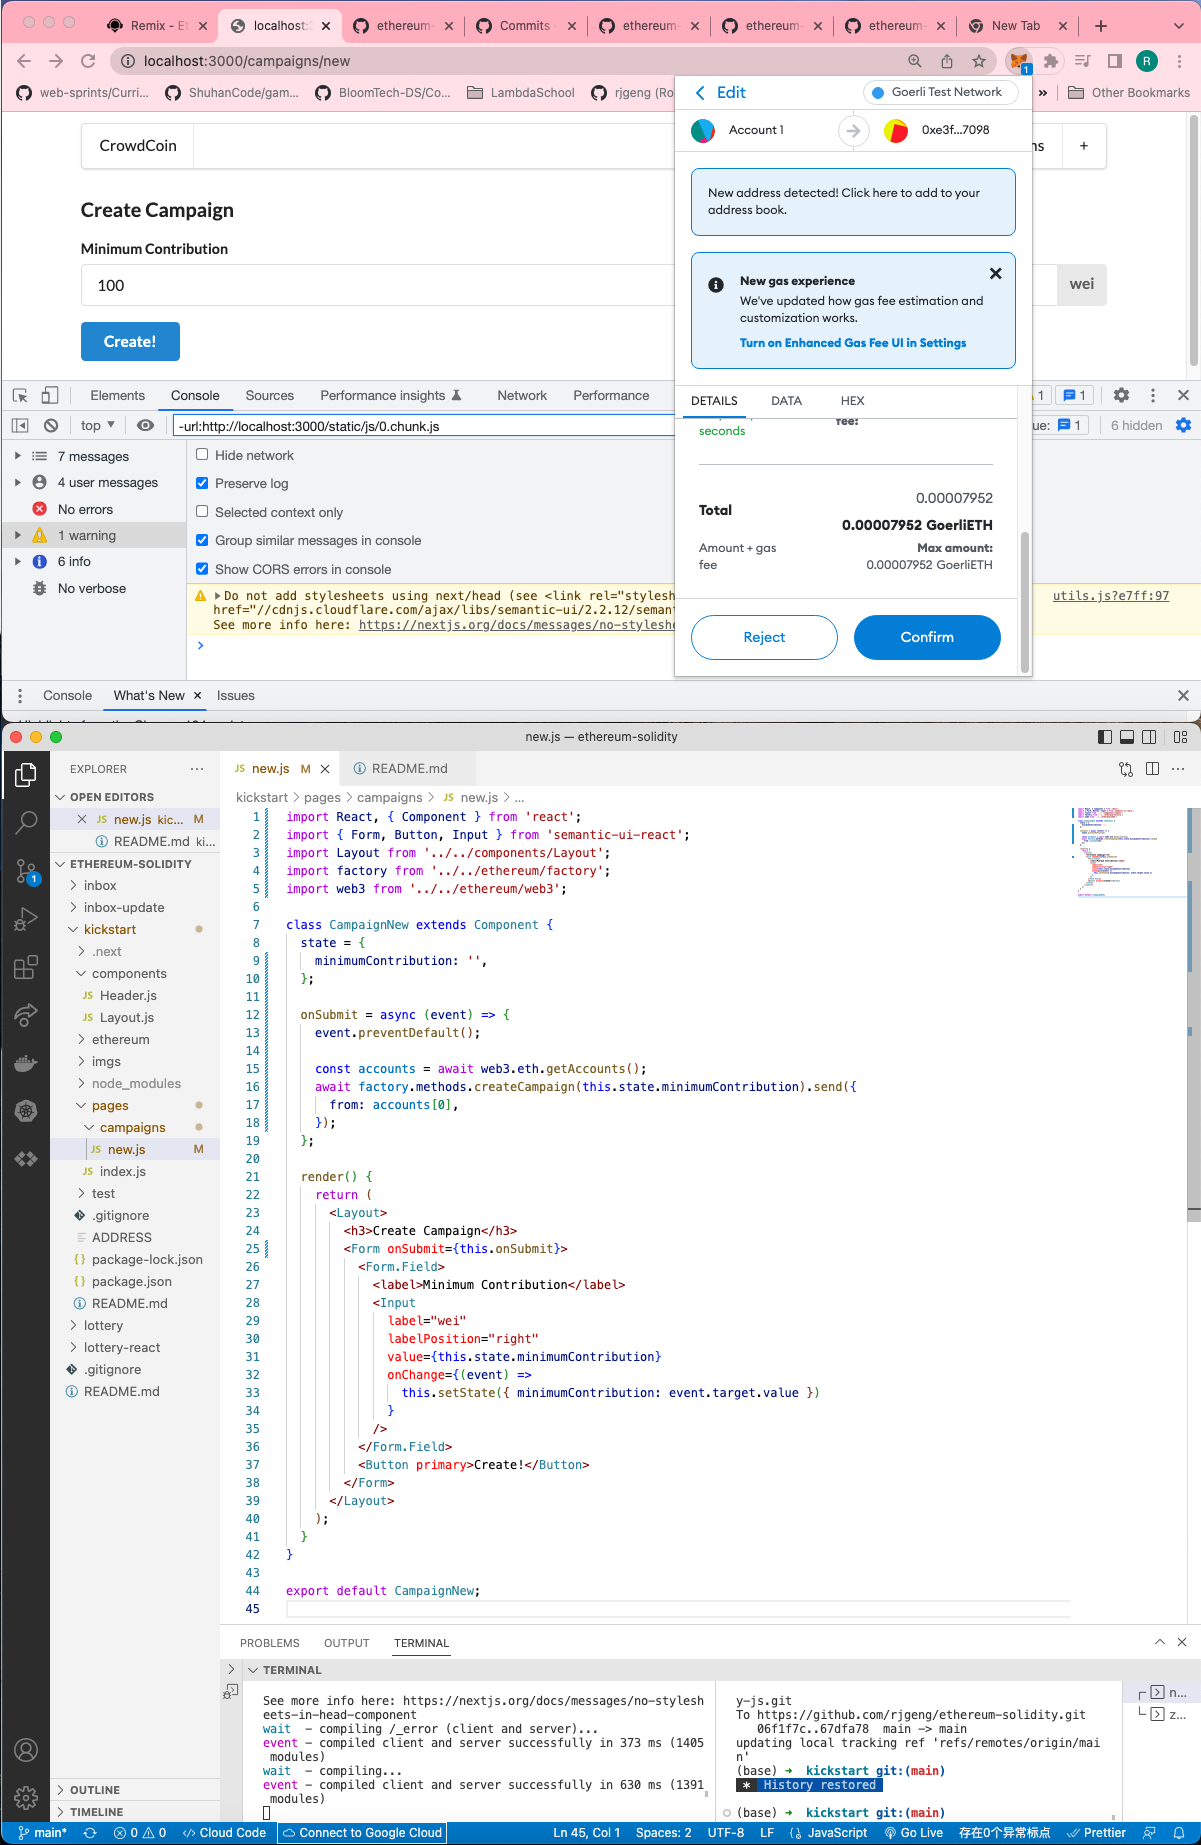 Remix - Et
localhost:3
ethereum-
Commits
ethereum-
ethereum-
ethereum-
New Tab
localhost:3000/campaigns/new
1
R
web-sprints/Curri...
ShuhanCode/gam...
BloomTech-DS/Co...
LambdaSchool
rjgeng (Ro
»
Other Bookmarks
CrowdCoin
ns
+
Create Campaign
Minimum Contribution
100
wei
Create!
Edit
Goerli Test Network
Account 1
0xe3f...7098
New address detected! Click here to add to your
address book.
New gas experience
We've updated how gas fee estimation and
customization works.
Turn on Enhanced Gas Fee UI in Settings
DETAILS
DATA
HEX
seconds
fee:
0.00007952
Total
0.00007952 GoerliETH
Amount + gas
fee
Max amount:
0.00007952 GoerliETH
Reject
Confirm
Elements
Console
Sources
Performance insights
Network
Performance
1
1
top
-url:http://localhost:3000/static/js/0.chunk.js
ue:
1
6 hidden
7 messages
4 user messages
No errors
1 warning
6 info
No verbose
Hide network
Preserve log
Selected context only
Group similar messages in console
Show CORS errors in console
Do not add stylesheets using next/head (see <link rel="stylesh
href="//cdnjs.cloudflare.com/ajax/libs/semantic-ui/2.2.12/semant
See more info here: https://nextjs.org/docs/messages/no-styleshe
utils.js?e7ff:97
Console
What's New
Issues
new.js — ethereum-solidity
EXPLORER
OPEN EDITORS
new.js kic... M
README.md ki...
ETHEREUM-SOLIDITY
inbox
inbox-update
kickstart
.next
components
JS Header.js
JS Layout.js
ethereum
imgs
node_modules
pages
campaigns
JS new.js M
JS index.js
test
.gitignore
ADDRESS
package-lock.json
package.json
README.md
lottery
lottery-react
.gitignore
README.md
OUTLINE
TIMELINE
1
JS new.js M
README.md
kickstart > pages > campaigns > JS new.js > ...
1 import React, { Component } from 'react';
2 import { Form, Button, Input } from 'semantic-ui-react';
3 import Layout from '../../components/Layout';
4 import factory from '../../ethereum/factory';
5 import web3 from '../../ethereum/web3';
6
7 class CampaignNew extends Component {
8 state = {
9 minimumContribution: '',
10 };
11
12 onSubmit = async (event) => {
13 event.preventDefault();
14
15 const accounts = await web3.eth.getAccounts();
16 await factory.methods.createCampaign(this.state.minimumContribution).send({
17 from: accounts[0],
18 });
19 };
20
21 render() {
22 return (
23 <Layout>
24 <h3>Create Campaign</h3>
25 <Form onSubmit={this.onSubmit}>
26 <Form.Field>
27 <label>Minimum Contribution</label>
28 <Input
29 label="wei"
30 labelPosition="right"
31 value={this.state.minimumContribution}
32 onChange={(event) =>
33 this.setState({ minimumContribution: event.target.value })
34 }
35 />
36 </Form.Field>
37 <Button primary>Create!</Button>
38 </Form>
39 </Layout>
40 );
41 }
42 }
43
44 export default CampaignNew;
45
PROBLEMS
OUTPUT
TERMINAL
TERMINAL
See more info here: https://nextjs.org/docs/messages/no-stylesh
eets-in-head-component
wait - compiling /_error (client and server)...
event - compiled client and server successfully in 373 ms (1405
modules)
wait - compiling...
event - compiled client and server successfully in 630 ms (1391
modules)
y-js.git
To https://github.com/rjgeng/ethereum-solidity.git
06f1f7c..67dfa78 main -> main
updating local tracking ref 'refs/remotes/origin/mai
n'
(base) ➜ kickstart git:(main)
* History restored
(base) ➜ kickstart git:(main)
n...
z...
main*
0
0
Cloud Code
Connect to Google Cloud
Ln 45, Col 1
Spaces: 2
UTF-8
LF
JavaScript
Go Live
存在0个异常标点
Prettier